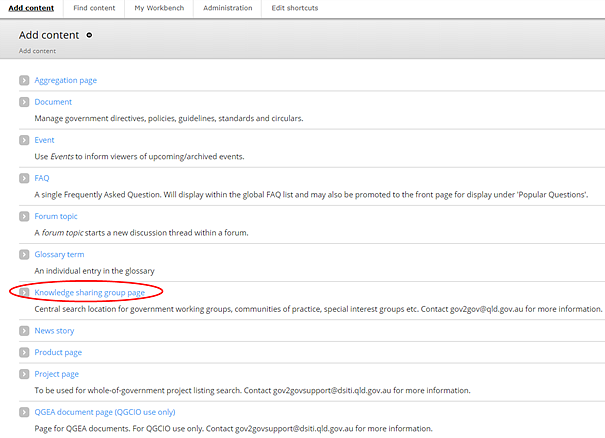 Add content Find content My Workbench Administration Edit shortcuts
Add content
Add content
Aggregation page
Document
Manage government directives, policies, guidelines, standards and circulars.
Event
Use Events to inform viewers of upcoming/archived events.
FAQ
A single Frequently Asked Question. Will display within the global FAQ list and may also be promoted to the front page for display under 'Popular Questions'.
Forum topic
A forum topic starts a new discussion thread within a forum.
Glossary term
An individual entry in the glossary
Knowledge sharing group page
Central search location for government working groups, communities of practice, special interest groups etc. Contact gov2gov@qld.gov.au for more information.
News story
Product page
Project page
To be used for whole-of-government project listing search. Contact gov2govsupport@dsiti.qld.gov.au for more information.
QGEA document page (QGCIO use only)
Page for QGEA documents. For QGCIO use only. Contact gov2govsupport@dsiti.qld.gov.au for more information.